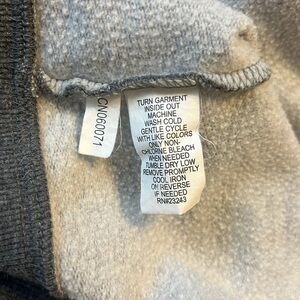 CN060071
TURN GARMENT
INSIDE OUT
MACHINE
WASH COLD
GENTLE CYCLE
WITH LIKE COLORS
ONLY NON-
CHLORINE BLEACH
WHEN NEEDED
TUMBLE DRY LOW
REMOVE PROMPTLY
COOL IRON
ON REVERSE
IF NEEDED
RN#23243